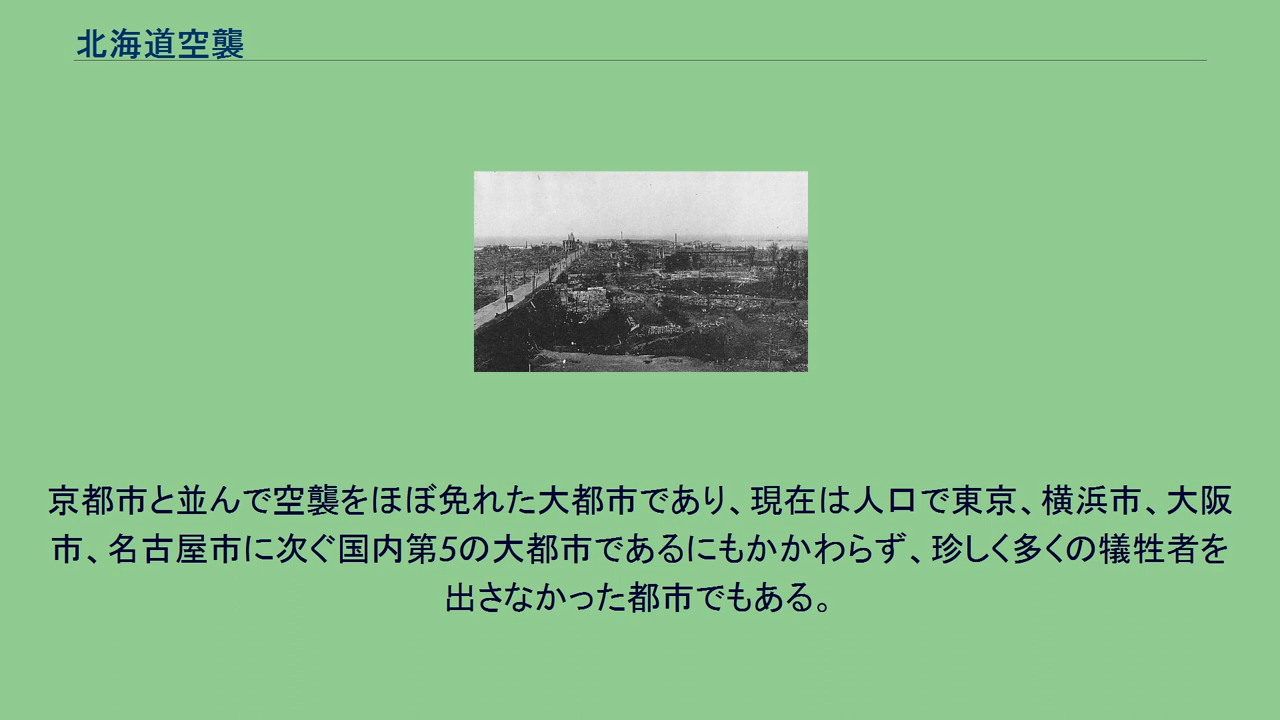 北海道空襲
京都市と並んで空襲をほぼ免れた大都市であり、現在は人口で東京、横浜市、大阪
市、名古屋市に次ぐ国内第5の大都市であるにもかかわらず、珍しく多くの犠牲者を
出さなかった都市でもある。